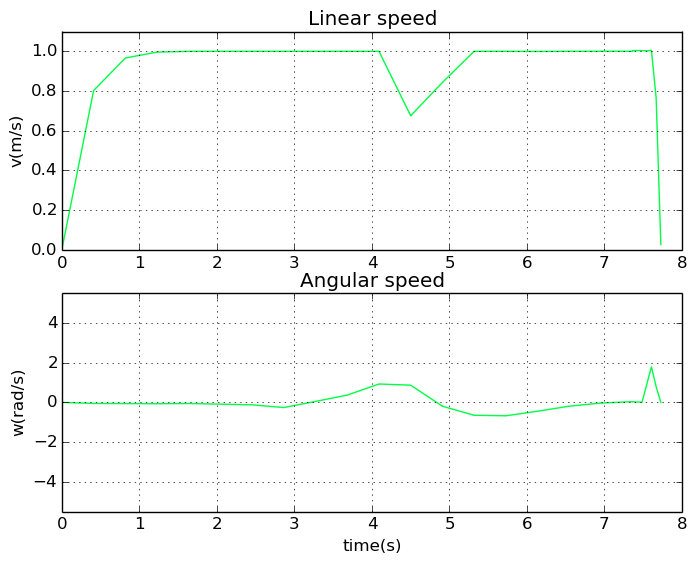 Linear speed
1.0
0.8
0.6
0.4
0.2
0.0
v(m/s)
0 1 2 3 4 5 6 7 8
Angular speed
4
2
0
−2
−4
w(rad/s)
0 1 2 3 4 5 6 7 8
time(s)